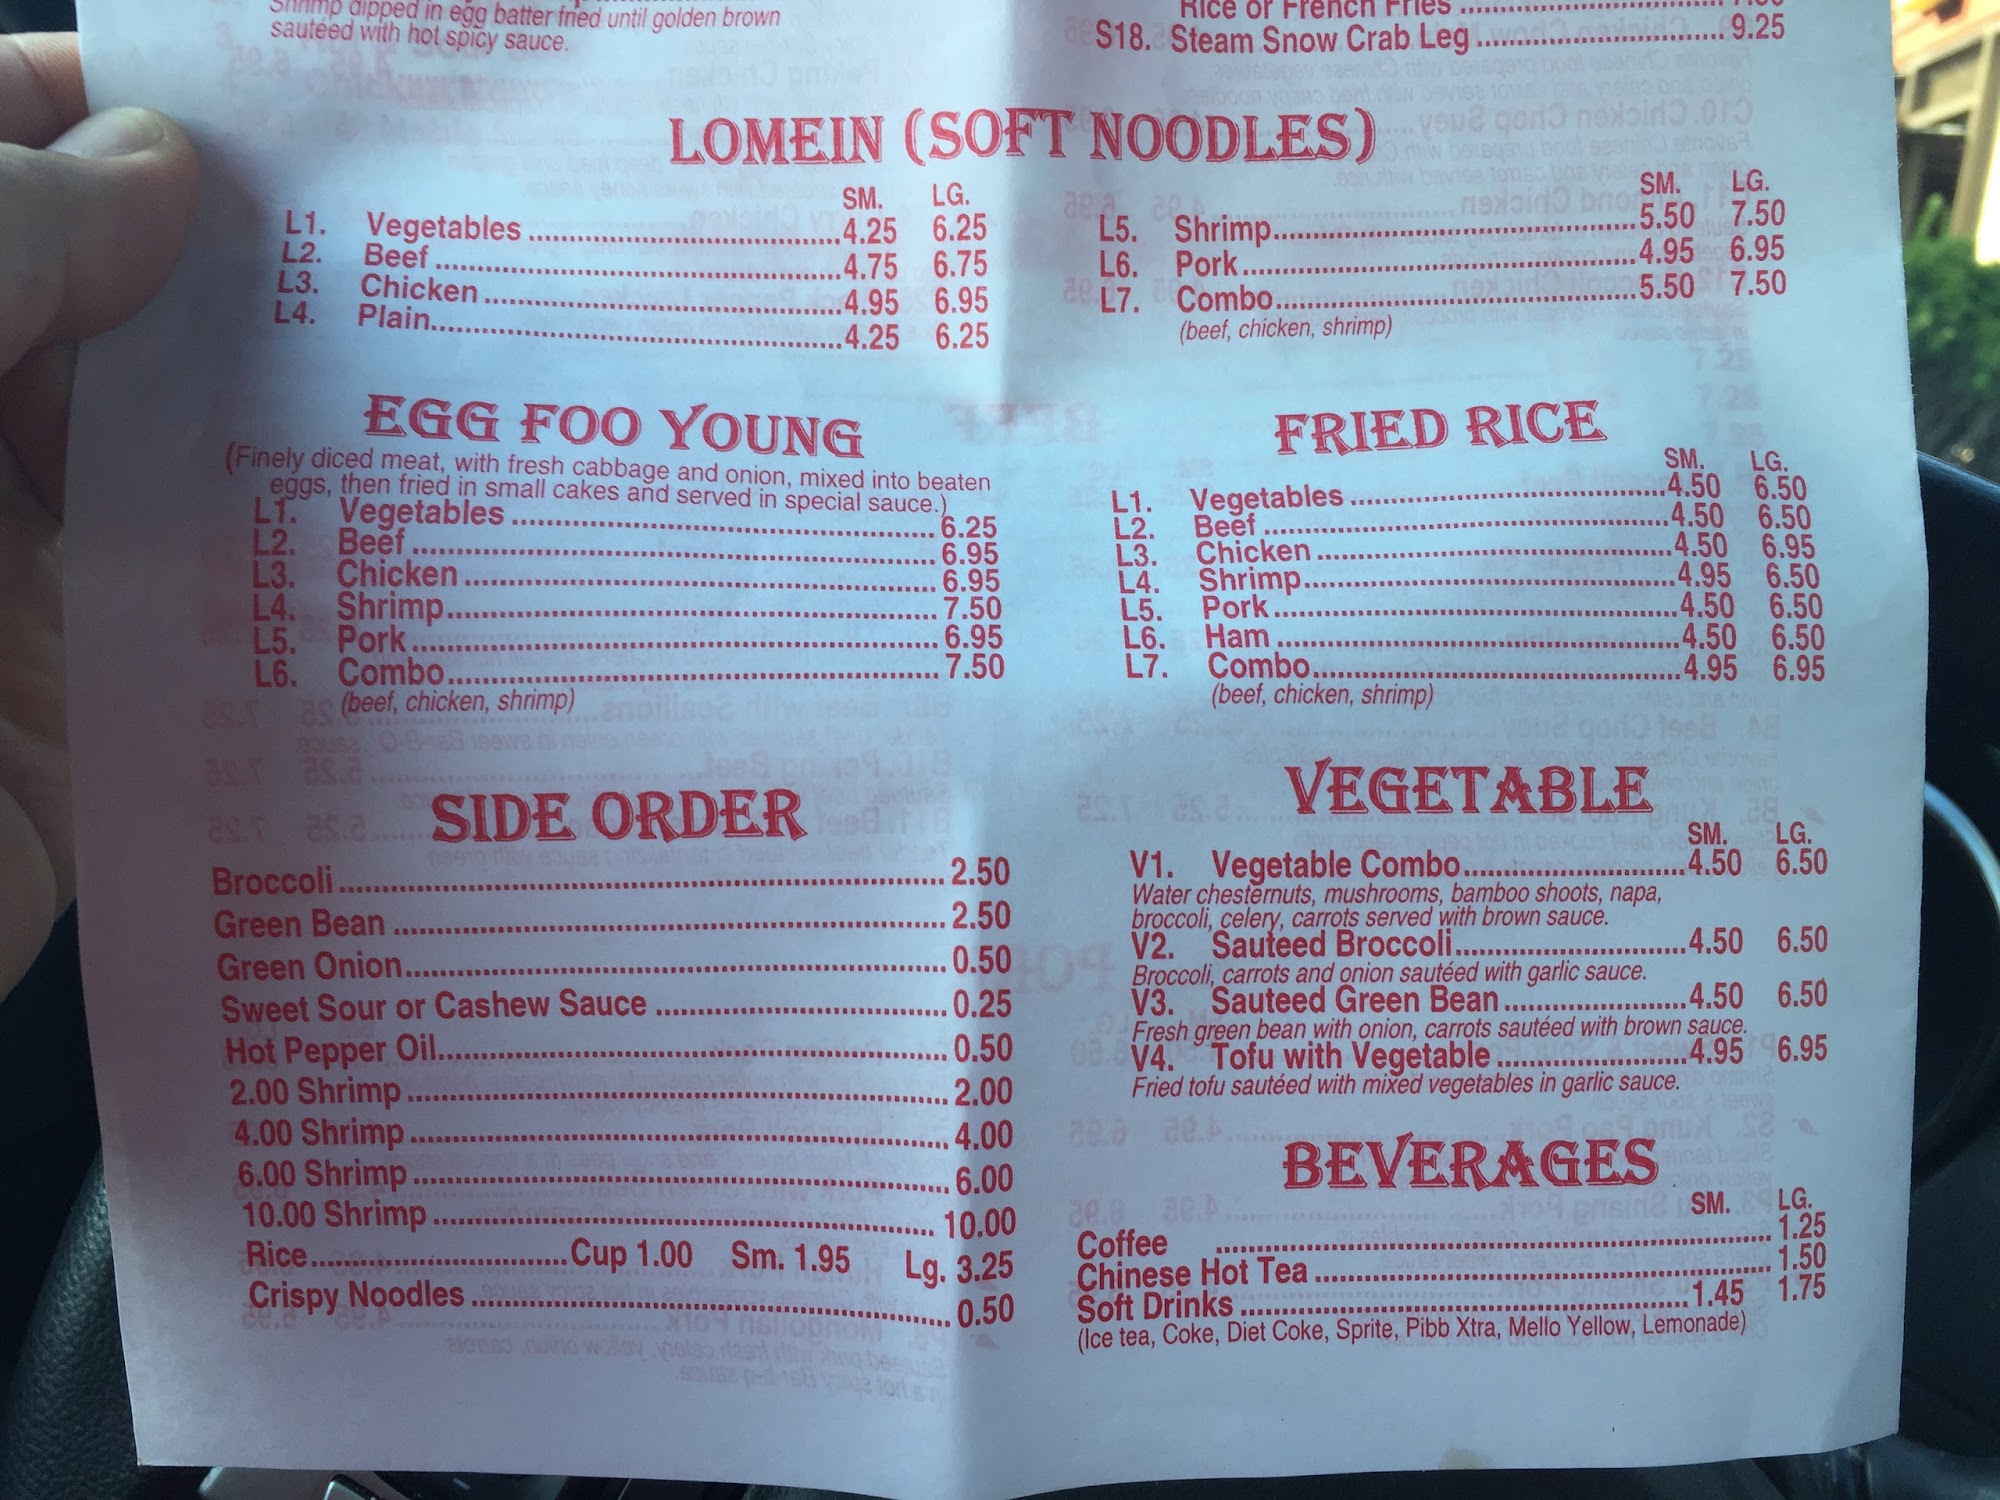 Shrimp dipped in egg batter fried until golden brown
sautéed with hot spicy sauce.
Rice or French Fries
S18. Steam Snow Crab Leg 9.25
LOMEIN (SOFT NOODLES)
SM. LG.
L1. Vegetables 4.25 6.25
L2. Beef 4.75 6.75
L3. Chicken 4.95 6.95
L4. Plain 4.25 6.25
SM. LG.
L5. Shrimp 5.50 7.50
L6. Pork 4.95 6.95
L7. Combo 5.50 7.50
(beef, chicken, shrimp)
EGG FOO YOUNG
(Finely diced meat, with fresh cabbage and onion, mixed into beaten
eggs, then fried in small cakes and served in special sauce.)
L1. Vegetables 6.25
L2. Beef 6.95
L3. Chicken 6.95
L4. Shrimp 7.50
L5. Pork 6.95
L6. Combo 7.50
(beef, chicken, shrimp)
FRIED RICE
SM. LG.
L1. Vegetables 4.50 6.50
L2. Beef 4.50 6.50
L3. Chicken 4.50 6.95
L4. Shrimp 4.95 6.50
L5. Pork 4.50 6.50
L6. Ham 4.50 6.50
L7. Combo 4.95 6.95
(beef, chicken, shrimp)
SIDE ORDER
Broccoli 2.50
Green Bean 2.50
Green Onion 0.50
Sweet Sour or Cashew Sauce 0.25
Hot Pepper Oil 0.50
2.00 Shrimp 2.00
4.00 Shrimp 4.00
6.00 Shrimp 6.00
10.00 Shrimp 10.00
Rice Cup 1.00 Sm. 1.95 Lg. 3.25
Crispy Noodles 0.50
VEGETABLE
SM. LG.
V1. Vegetable Combo 4.50 6.50
Water chesternuts, mushrooms, bamboo shoots, napa,
broccoli, celery, carrots served with brown sauce.
V2. Sauteed Broccoli 4.50 6.50
Broccoli, carrots and onion sautéed with garlic sauce.
V3. Sauteed Green Bean 4.50 6.50
Fresh green bean with onion, carrots sautéed with brown sauce.
V4. Tofu with Vegetable 4.95 6.95
Fried tofu sautéed with mixed vegetables in garlic sauce.
BEVERAGES
SM. LG.
Coffee 1.25
Chinese Hot Tea 1.50
Soft Drinks 1.45 1.75
(Ice tea, Coke, Diet Coke, Sprite, Pibb Xtra, Mello Yellow, Lemonade)